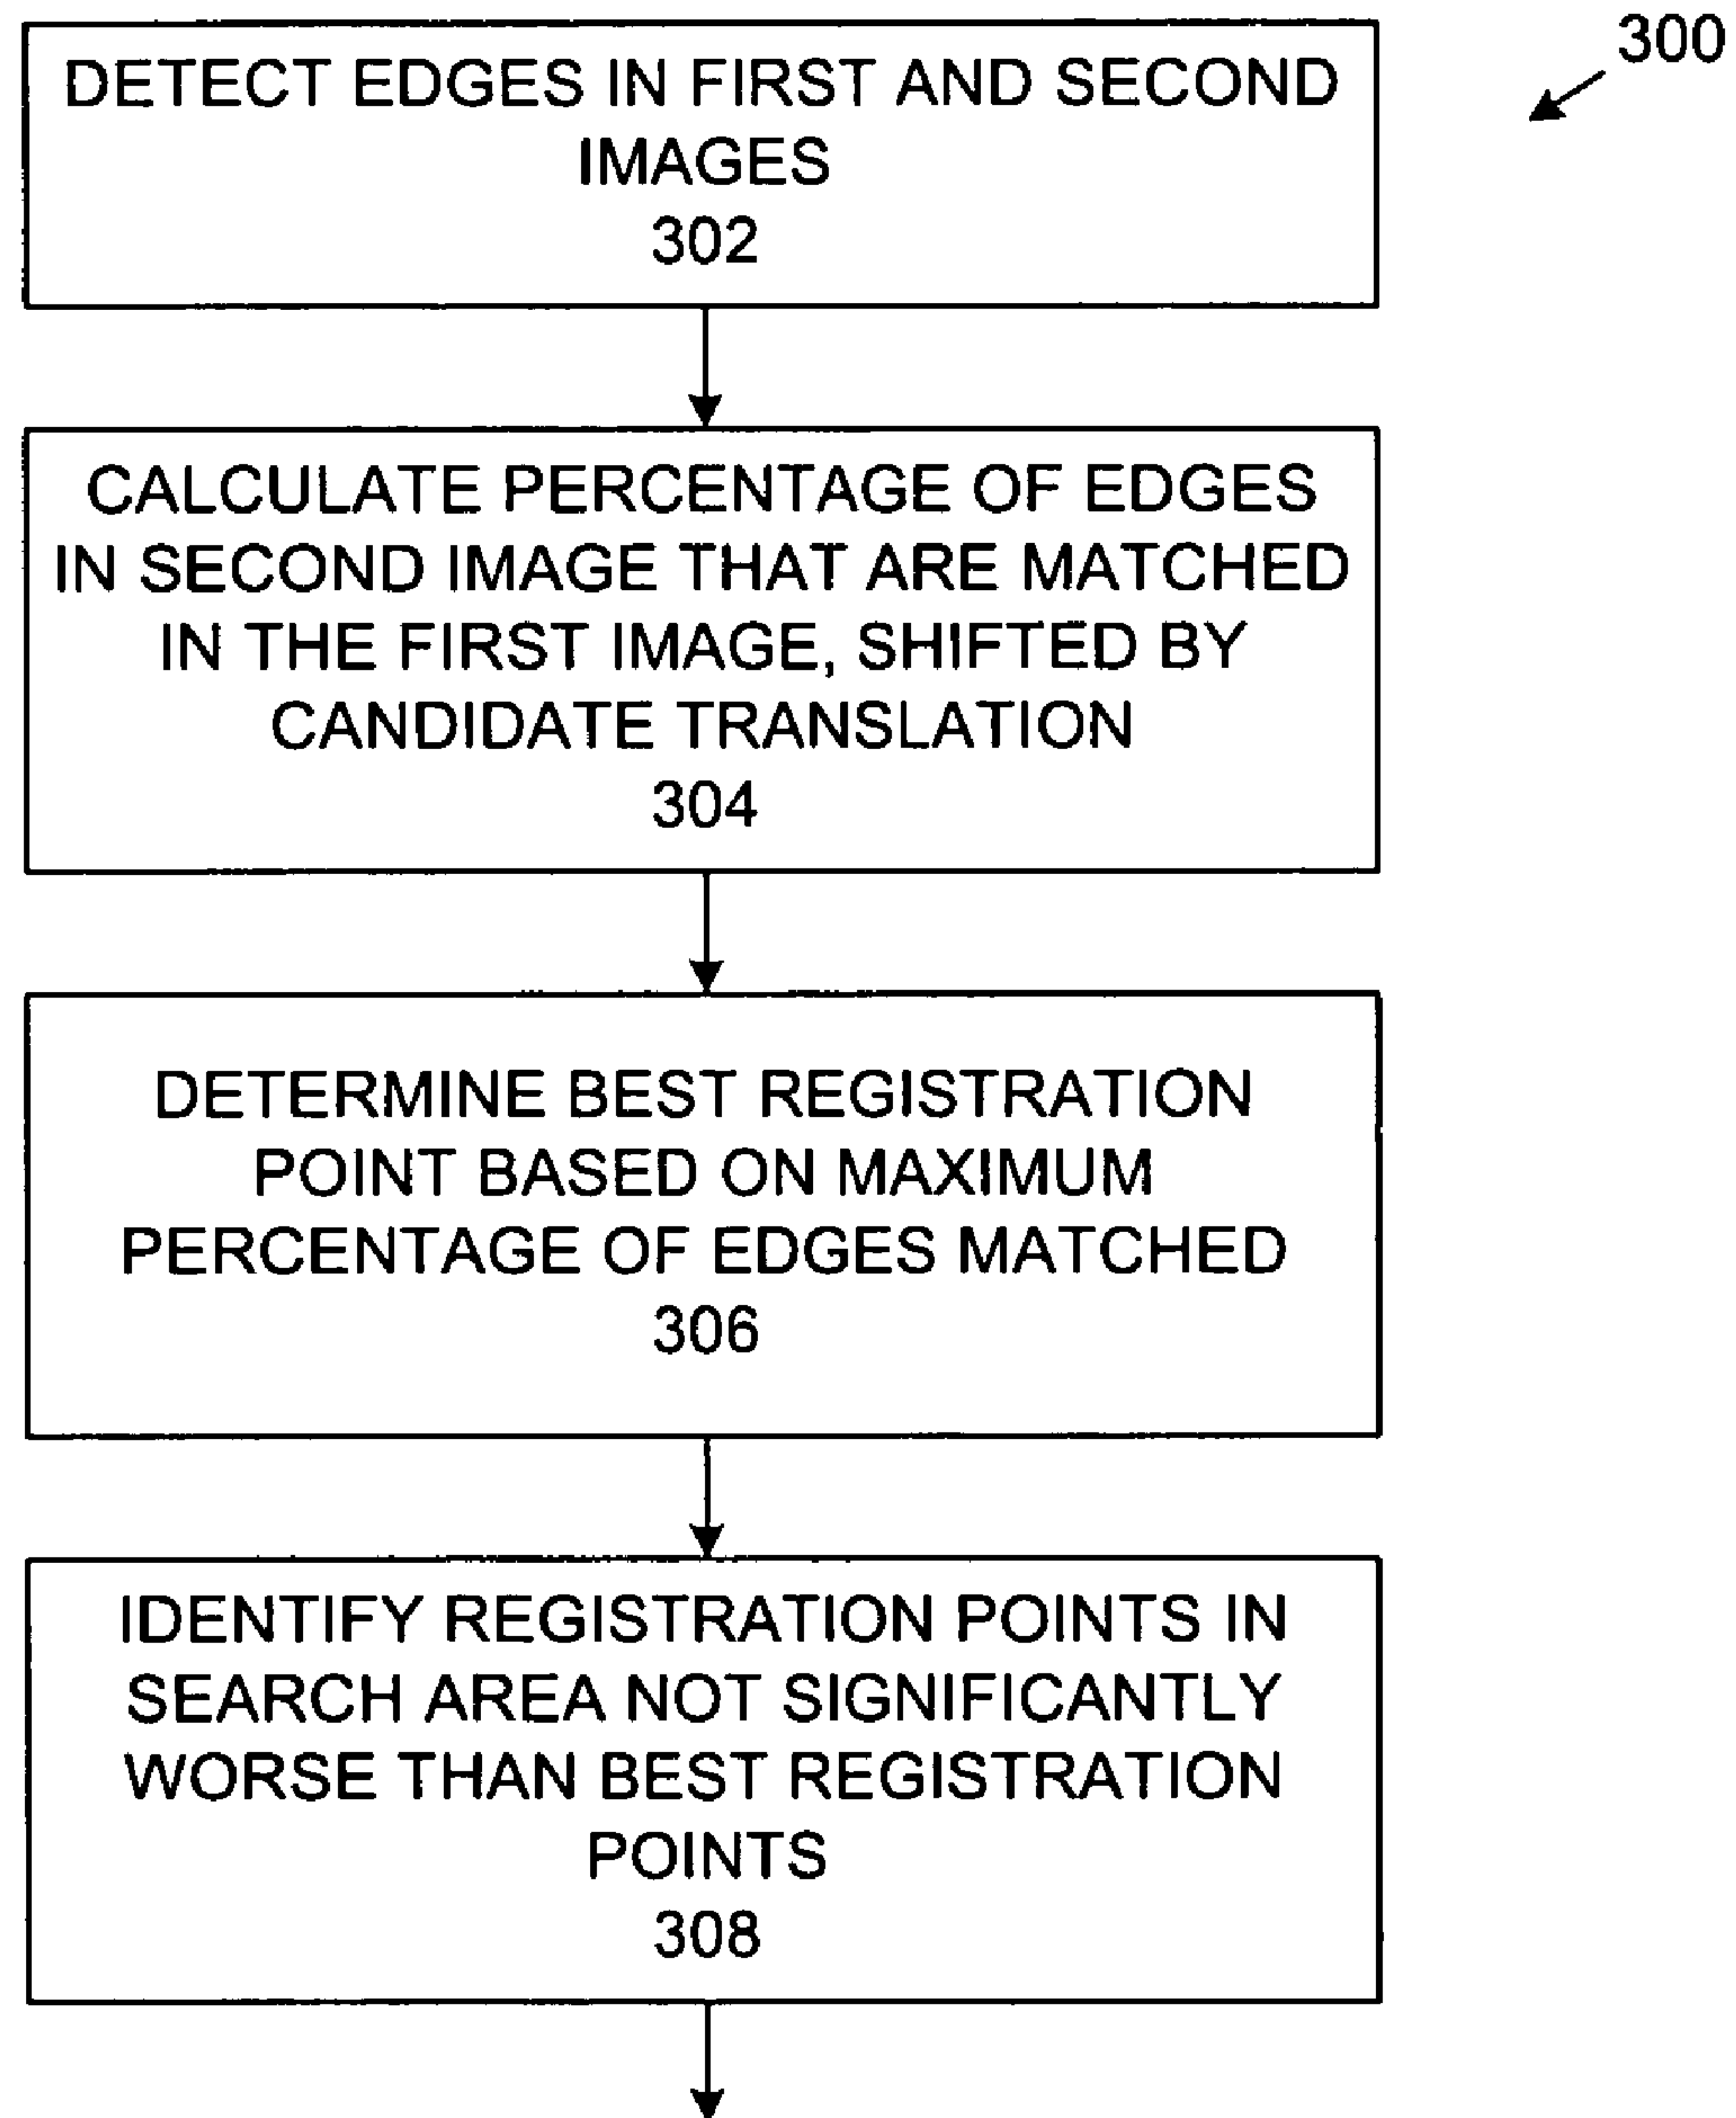 300
DETECT EDGES IN FIRST AND SECOND
IMAGES
302
CALCULATE PERCENTAGE OF EDGES
IN SECOND IMAGE THAT ARE MATCHED
IN THE FIRST IMAGE, SHIFTED BY
CANDIDATE TRANSLATION
304
DETERMINE BEST REGISTRATION
POINT BASED ON MAXIMUM
PERCENTAGE OF EDGES MATCHED
306
IDENTIFY REGISTRATION POINTS IN
SEARCH AREA NOT SIGNIFICANTLY
WORSE THAN BEST REGISTRATION
POINTS
308